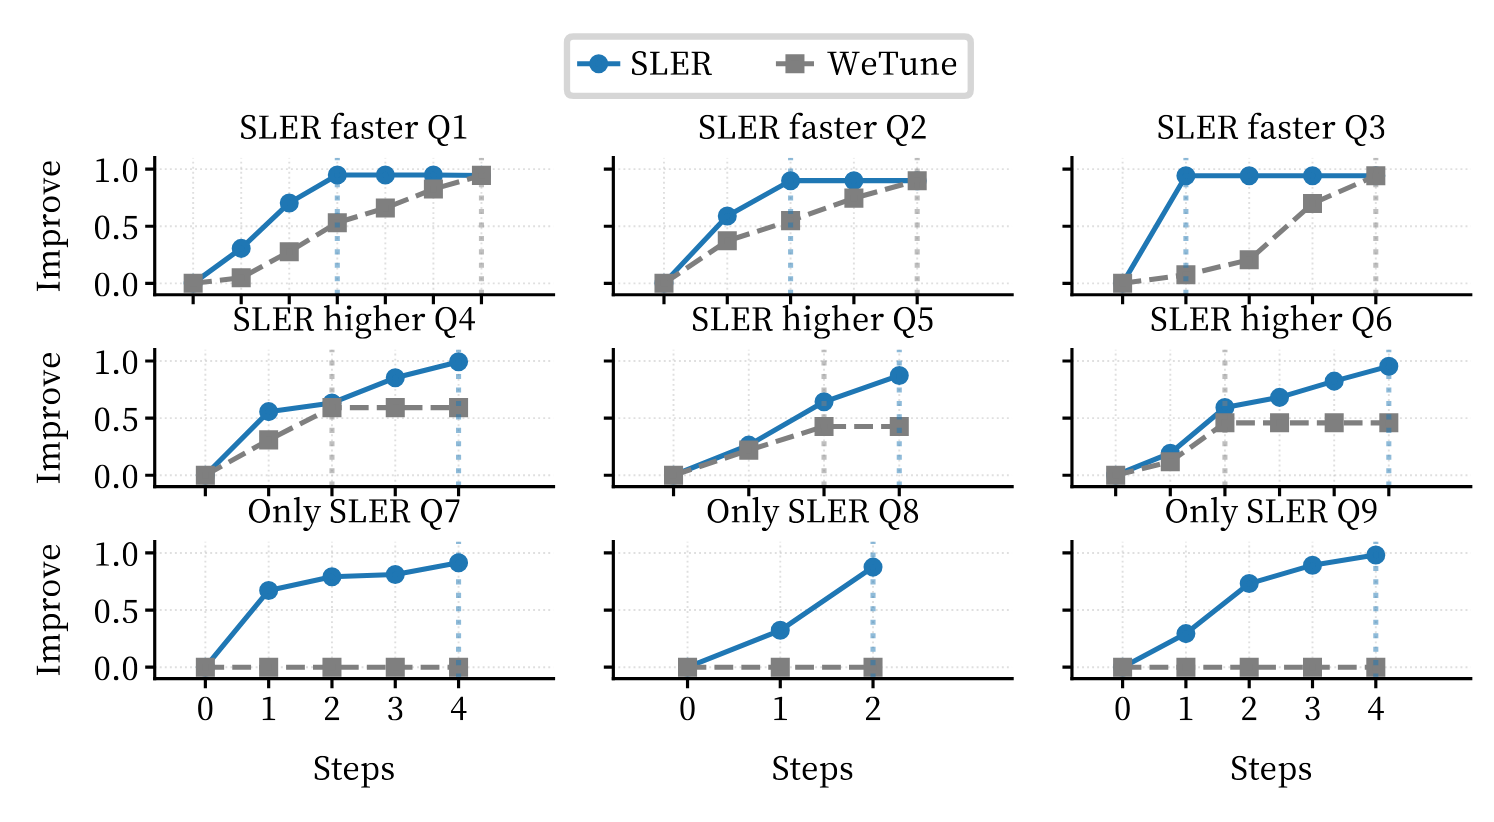 SLER WeTune
SLER faster Q1 SLER faster Q2 SLER faster Q3
Improve 1.0 0.5 0.0
SLER higher Q4 SLER higher Q5 SLER higher Q6
Improve 1.0 0.5 0.0
Only SLER Q7 Only SLER Q8 Only SLER Q9
Improve 1.0 0.5 0.0
0 1 2 3 4 0 1 2 0 1 2 3 4
Steps Steps Steps